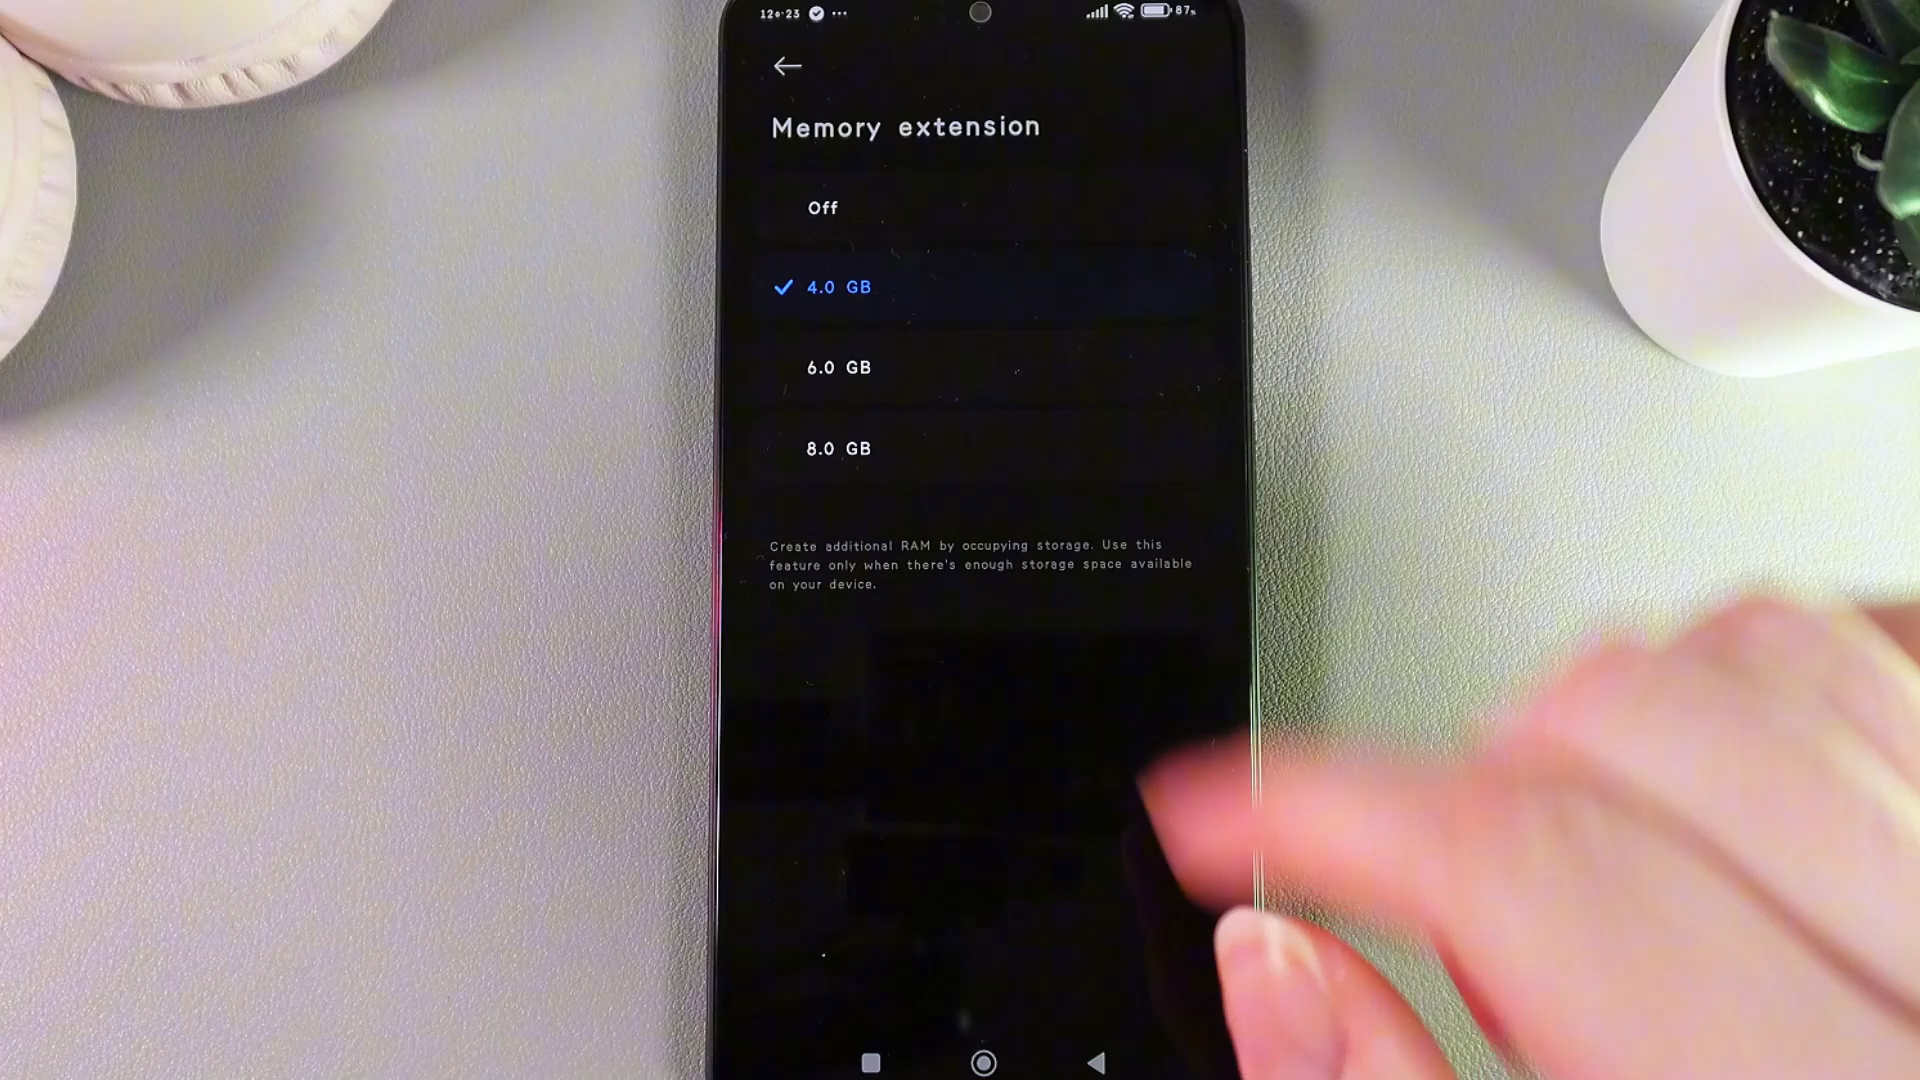 12:23 ... 87%
Memory extension
Off
4.0 GB
6.0 GB
8.0 GB
Create additional RAM by occupying storage. Use this
feature only when there's enough storage space available
on your device.